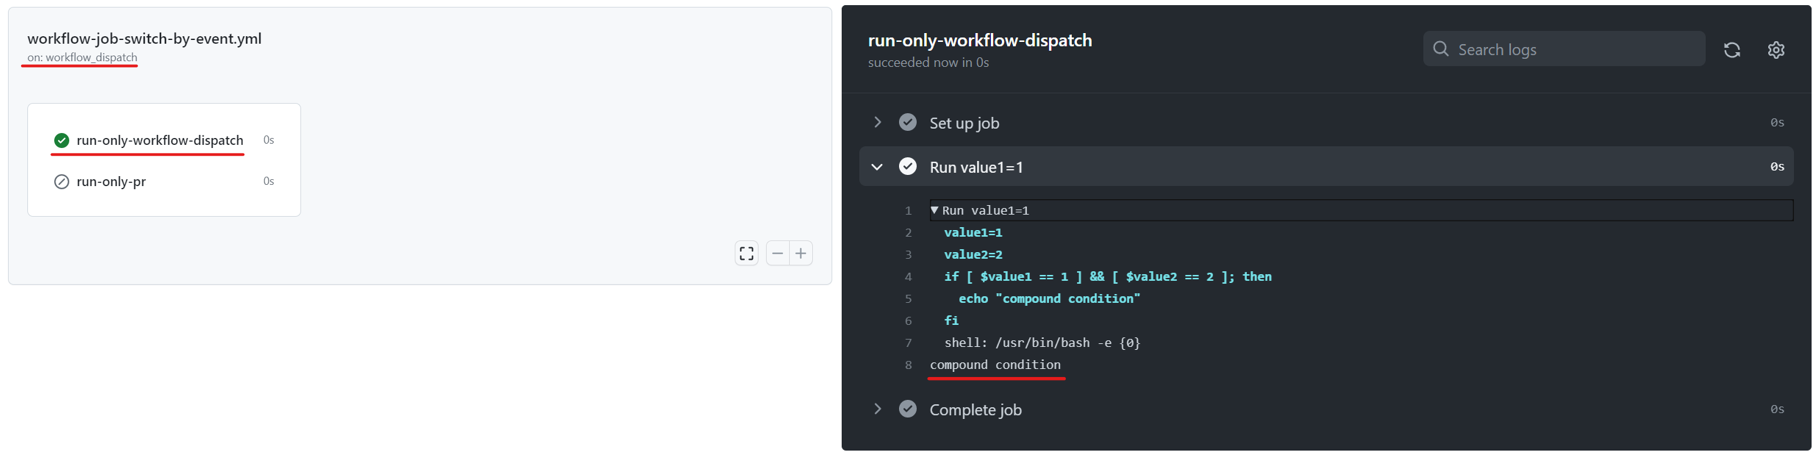 workflow-job-switch-by-event.yml
on: workflow_dispatch
run-only-workflow-dispatch 0s
run-only-pr 0s
run-only-workflow-dispatch
succeeded now in 0s
Search logs
Set up job 0s
Run value1=1 0s
1 ▼ Run value1=1
2 value1=1
3 value2=2
4 if [ $value1 == 1 ] && [ $value2 == 2 ]; then
5 echo "compound condition"
6 fi
7 shell: /usr/bin/bash -e {0}
8 compound condition
Complete job 0s